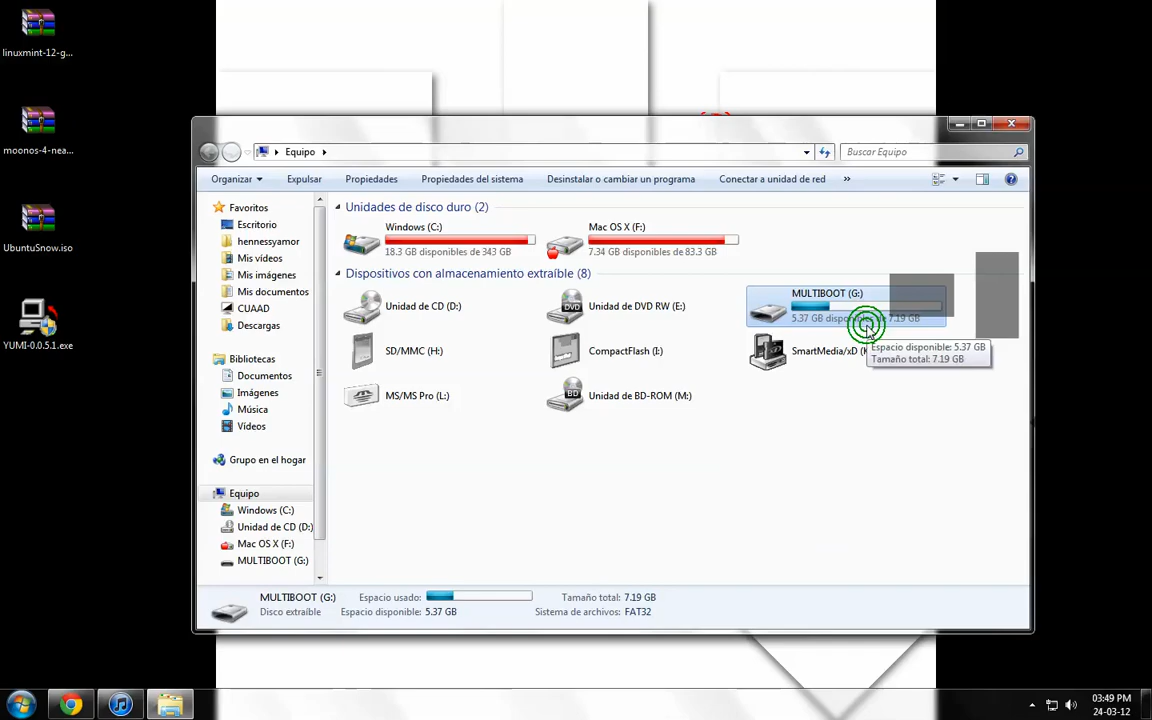 linuxmint-12-g...
moonos-4-nea...
UbuntuSnow.iso
YUMI-0.0.5.1.exe
Equipo
Buscar Equipo
Organizar
Expulsar
Propiedades
Propiedades del sistema
Desinstalar o cambiar un programa
Conectar a unidad de red
»
Favoritos
Escritorio
hennessyamor
Mis vídeos
Mis imágenes
Mis documentos
CUAAD
Descargas
Bibliotecas
Documentos
Imágenes
Música
Vídeos
Grupo en el hogar
Equipo
Windows (C:)
Unidad de CD (D:)
Mac OS X (F:)
MULTIBOOT (G:)
Unidades de disco duro (2)
Windows (C:)
18.3 GB disponibles de 343 GB
Mac OS X (F:)
7.34 GB disponibles de 83.3 GB
Dispositivos con almacenamiento extraíble (8)
Unidad de CD (D:)
DVD
Unidad de DVD RW (E:)
MULTIBOOT (G:)
5.37 GB disponibles de 7.19 GB
SD/MMC (H:)
CompactFlash (I:)
SmartMedia/xD
Espacio disponible: 5.37 GB
Tamaño total: 7.19 GB
MS/MS Pro (L:)
BD
Unidad de BD-ROM (M:)
MULTIBOOT (G:)
Espacio usado:
Tamaño total: 7.19 GB
Disco extraíble
Espacio disponible: 5.37 GB
Sistema de archivos: FAT32
03:49 PM
24-03-12